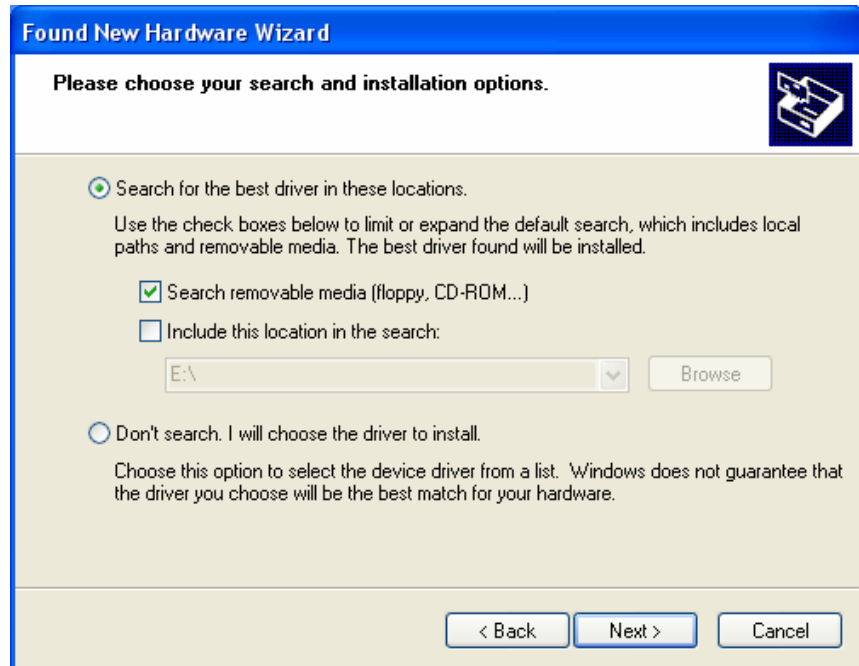 Found New Hardware Wizard
Please choose your search and installation options.
Search for the best driver in these locations.
Use the check boxes below to limit or expand the default search, which includes local
paths and removable media. The best driver found will be installed.
Search removable media (floppy, CD-ROM...)
Include this location in the search:
E:\
Browse
Don't search. I will choose the driver to install.
Choose this option to select the device driver from a list. Windows does not guarantee that
the driver you choose will be the best match for your hardware.
< Back
Next >
Cancel